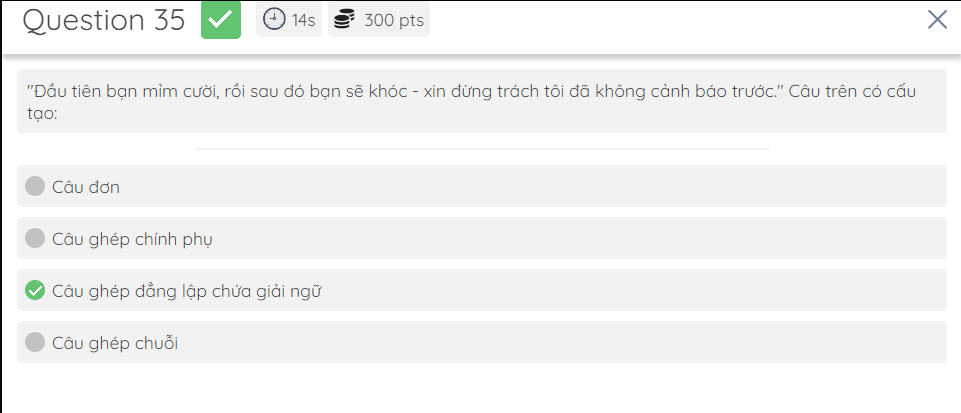 Question 35 14s 300 pts
"Đầu tiên bạn mỉm cười, rồi sau đó bạn sẽ khóc - xin đừng trách tôi đã không cảnh báo trước." Câu trên có cấu
tạo:
Câu đơn
Câu ghép chính phụ
Câu ghép đẳng lập chứa giải ngữ
Câu ghép chuỗi